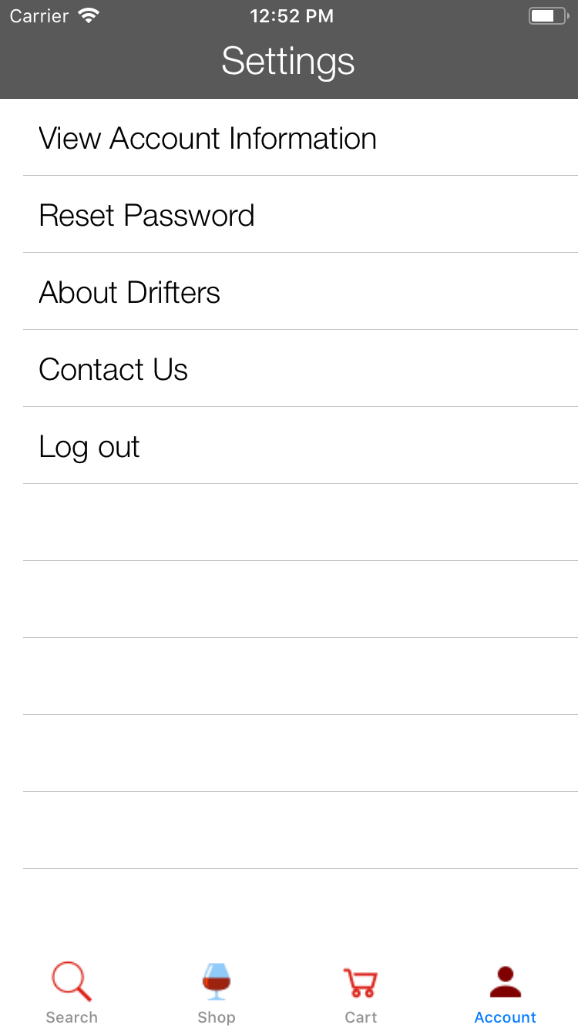 Carrier 12:52 PM
Settings
View Account Information
Reset Password
About Drifters
Contact Us
Log out
Search Shop Cart Account